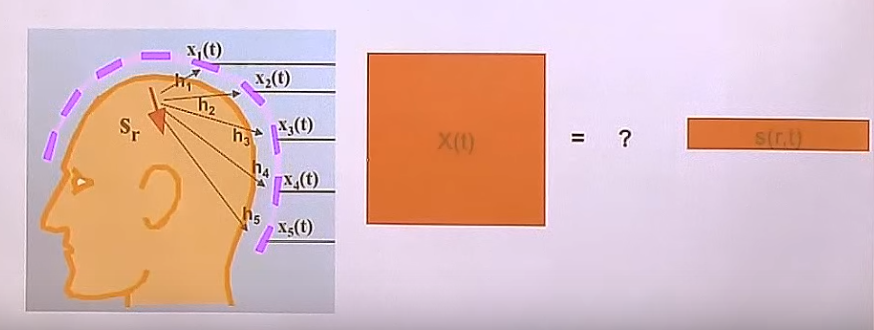 x₁(t)
h₁
x₂(t)
h₂
Sᵣ
h₃
x₃(t)
h₄
x₄(t)
h₅
x₅(t)
X(t)
= ?
s(r,t)